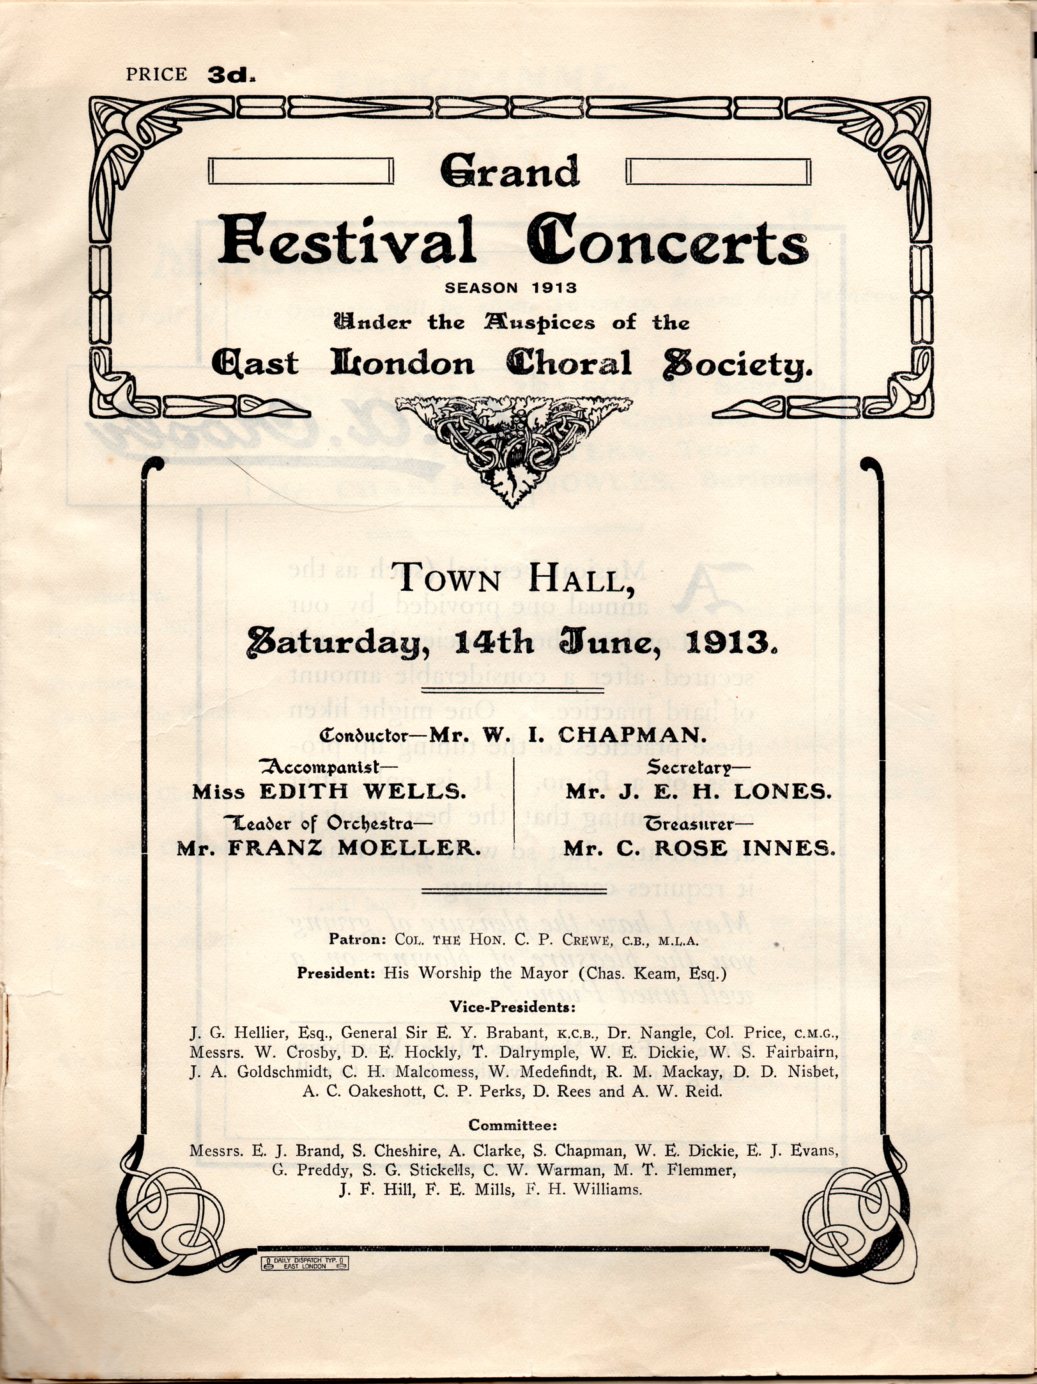 PRICE 3d.
Grand
Festival Concerts
SEASON 1913
Under the Auspices of the
East London Choral Society.
TOWN HALL,
Saturday, 14th June, 1913.
Conductor—Mr. W. I. CHAPMAN.
Accompanist—
Miss EDITH WELLS.
Leader of Orchestra—
Mr. FRANZ MOELLER.
Secretary—
Mr. J. E. H. LONES.
Treasurer—
Mr. C. ROSE INNES.
Patron: COL. THE HON. C. P. CREWE, C.B., M.L.A.
President: His Worship the Mayor (Chas. Keam, Esq.)
Vice-Presidents:
J. G. Hellier, Esq., General Sir E. Y. Brabant, K.C.B., Dr. Nangle, Col. Price, C.M.G.,
Messrs. W. Crosby, D. E. Hockly, T. Dalrymple, W. E. Dickie, W. S. Fairbairn,
J. A. Goldschmidt, C. H. Malcomess, W. Medefindt, R. M. Mackay, D. D. Nisbet,
A. C. Oakeshott, C. P. Perks, D. Rees and A. W. Reid.
Committee:
Messrs. E. J. Brand, S. Cheshire, A. Clarke, S. Chapman, W. E. Dickie, E. J. Evans,
G. Preddy, S. G. Stickells, C. W. Warman, M. T. Flemmer,
J. F. Hill, F. E. Mills, F. H. Williams.
DAILY DISPATCH TYP.
EAST LONDON